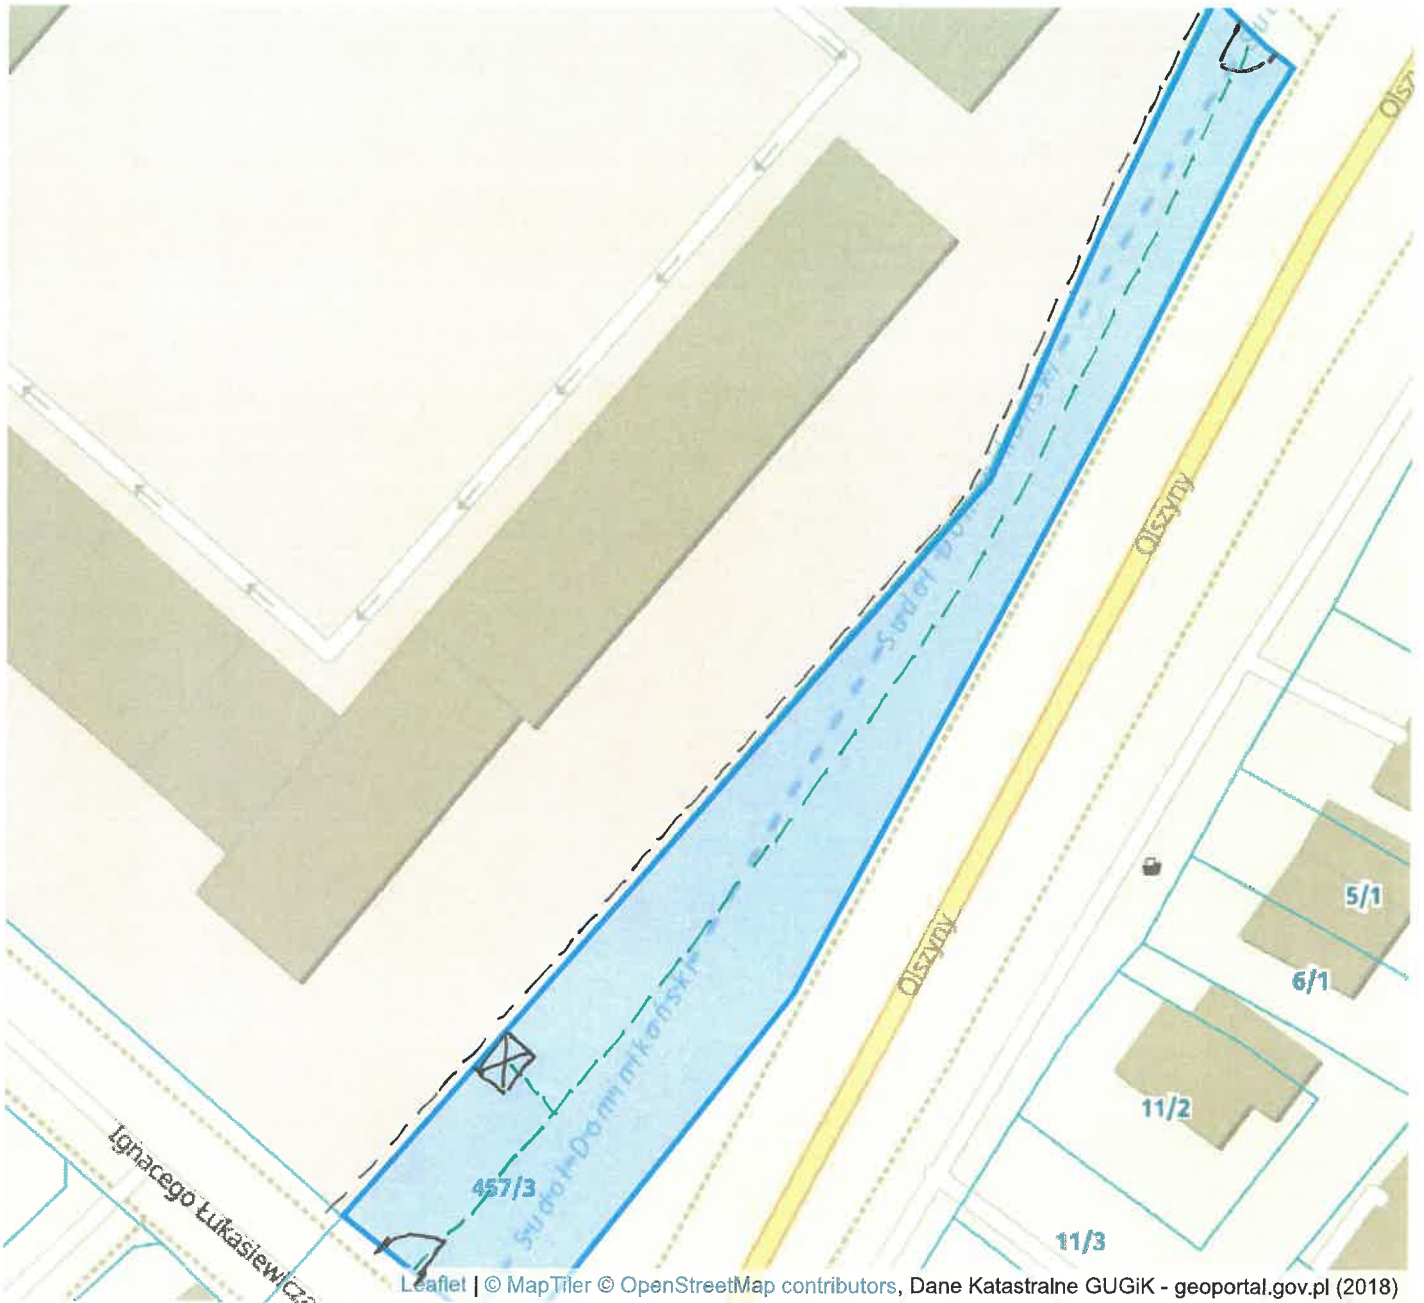 Olszyny
Sudoł Dominikański
5/1
6/1
Olszyny
Sudoł Dominikański
11/2
457/3
Ignacego Łukasiewicza
11/3
Leaflet | © MapTiler © OpenStreetMap contributors, Dane Katastralne GUGiK - geoportal.gov.pl (2018)